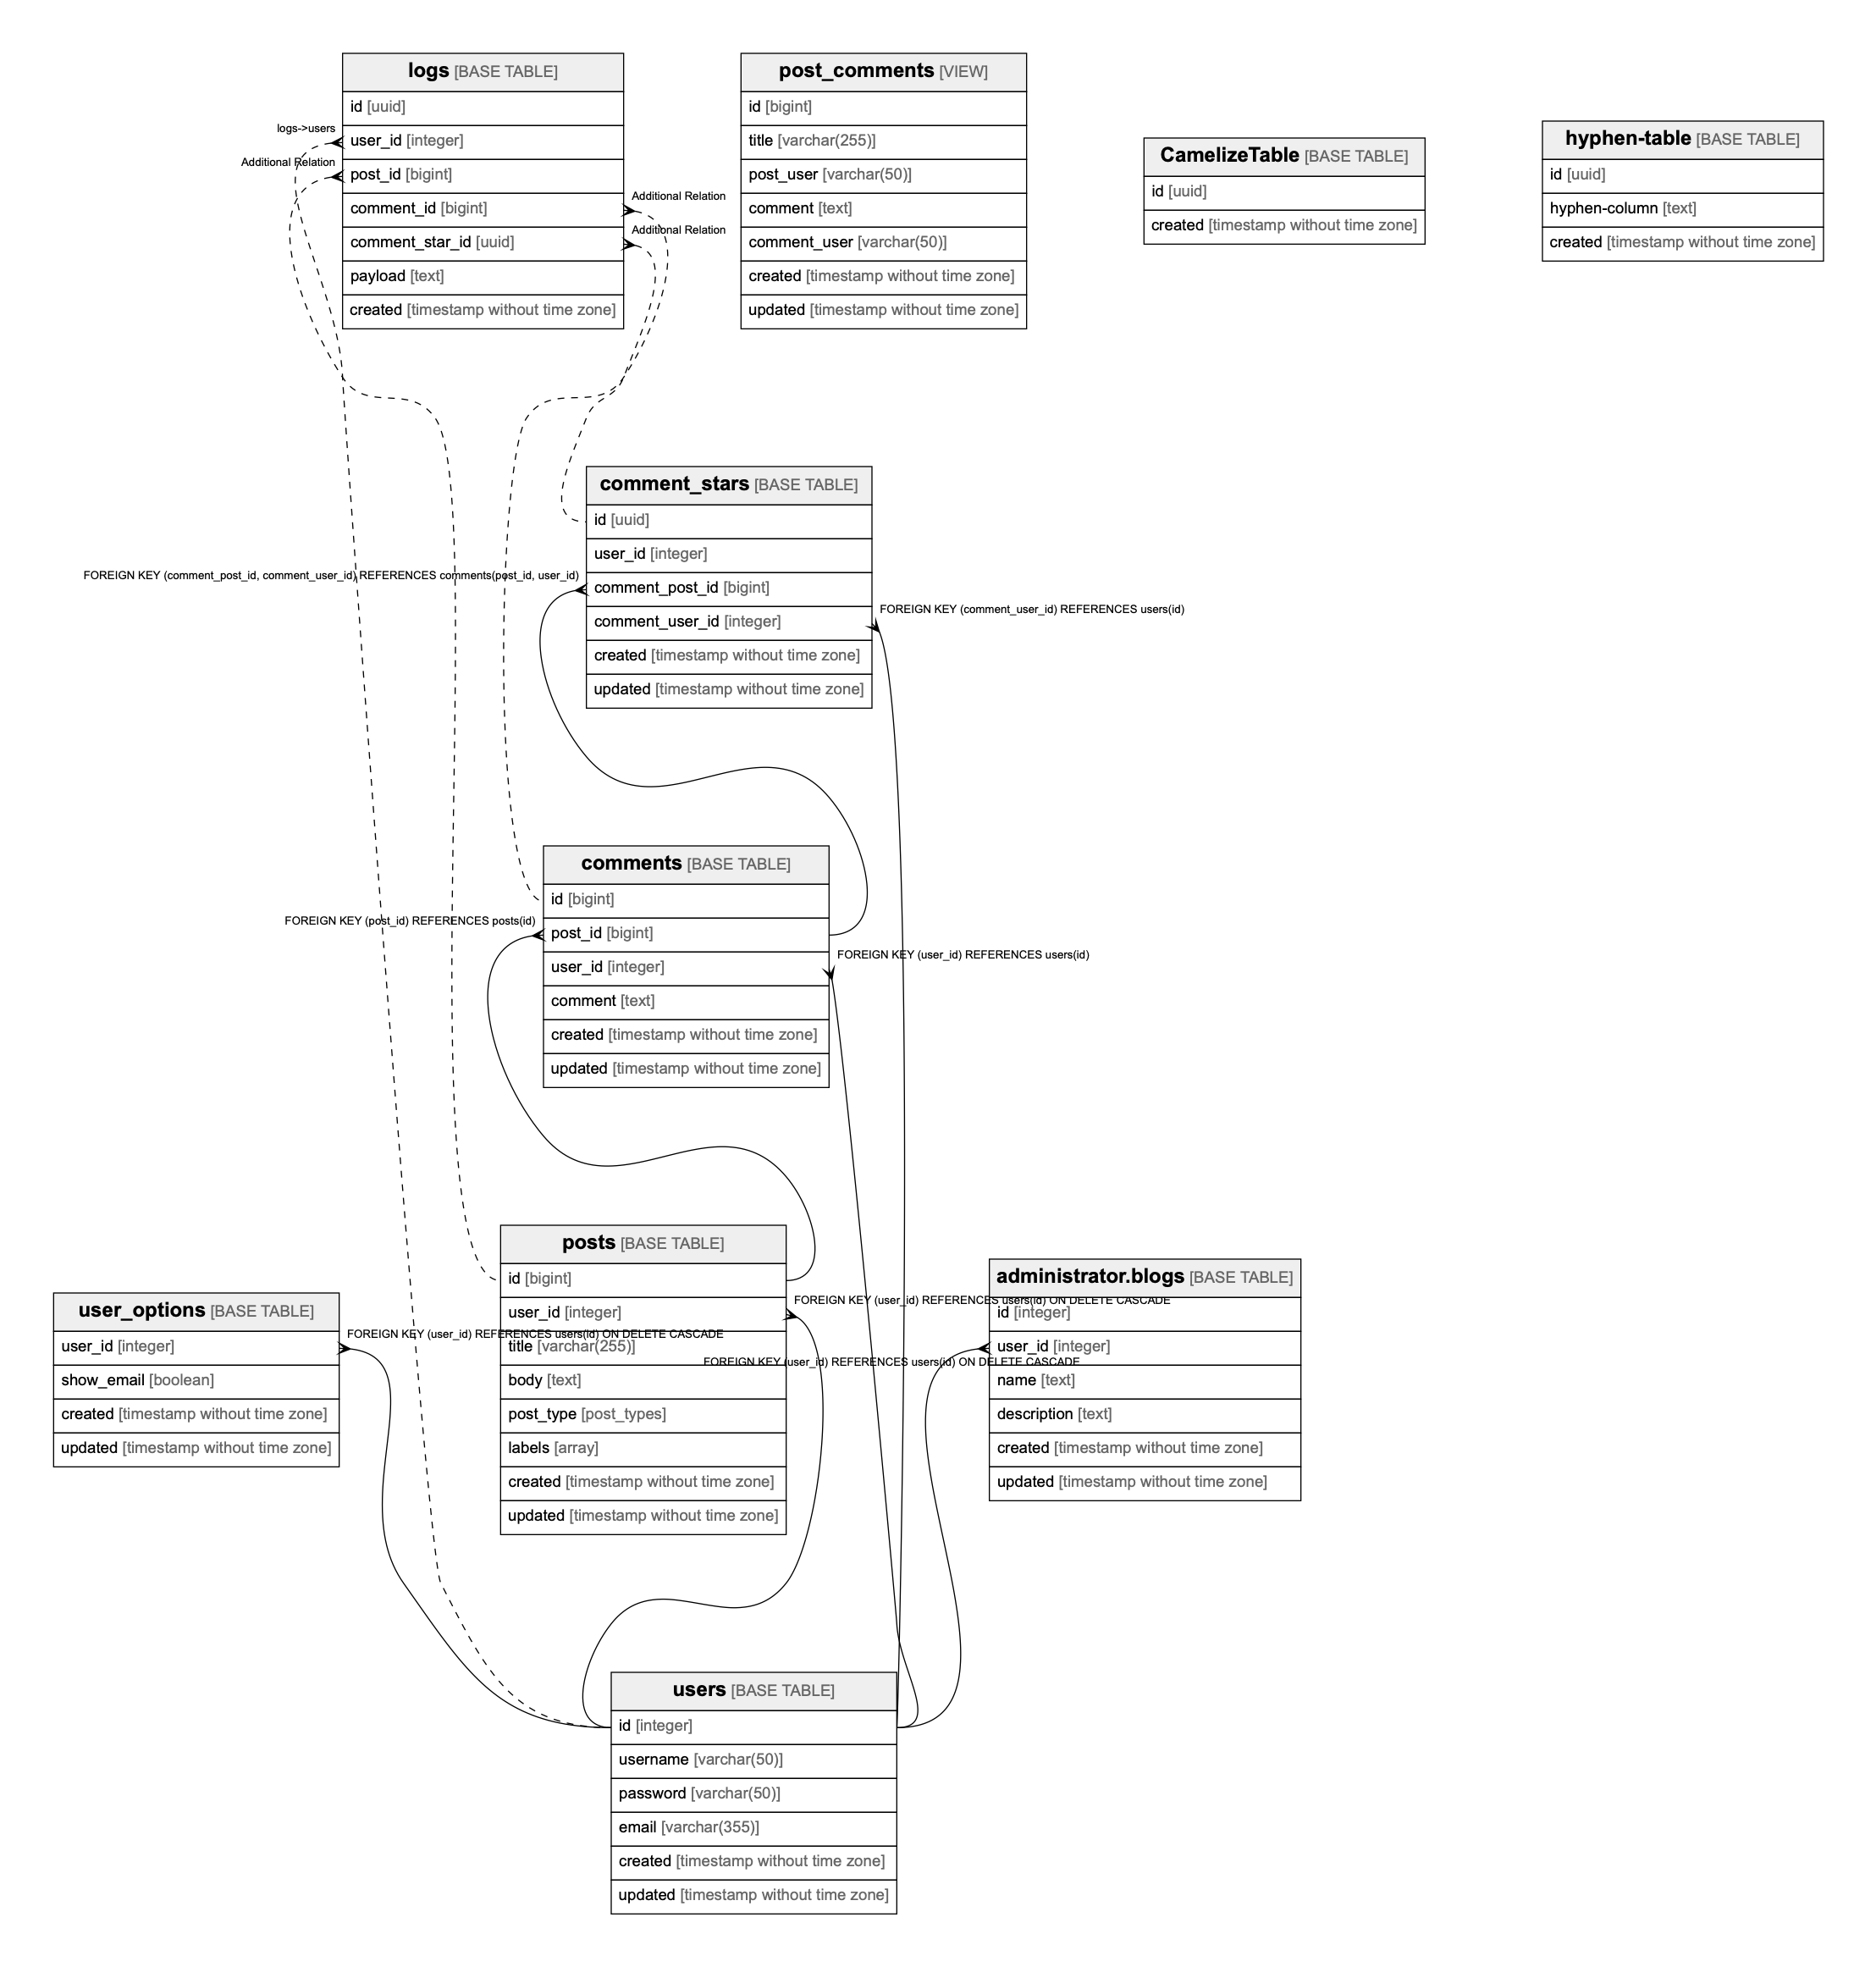 logs [BASE TABLE]
id [uuid]
logs->users
user_id [integer]
Additional Relation
post_id [bigint]
comment_id [bigint]
Additional Relation
comment_star_id [uuid]
Additional Relation
payload [text]
created [timestamp without time zone]
post_comments [VIEW]
id [bigint]
title [varchar(255)]
post_user [varchar(50)]
comment [text]
comment_user [varchar(50)]
created [timestamp without time zone]
updated [timestamp without time zone]
CamelizeTable [BASE TABLE]
id [uuid]
created [timestamp without time zone]
hyphen-table [BASE TABLE]
id [uuid]
hyphen-column [text]
created [timestamp without time zone]
comment_stars [BASE TABLE]
id [uuid]
user_id [integer]
FOREIGN KEY (comment_post_id, comment_user_id) REFERENCES comments(post_id, user_id)
comment_post_id [bigint]
FOREIGN KEY (comment_user_id) REFERENCES users(id)
comment_user_id [integer]
created [timestamp without time zone]
updated [timestamp without time zone]
comments [BASE TABLE]
id [bigint]
FOREIGN KEY (post_id) REFERENCES posts(id)
post_id [bigint]
FOREIGN KEY (user_id) REFERENCES users(id)
user_id [integer]
comment [text]
created [timestamp without time zone]
updated [timestamp without time zone]
posts [BASE TABLE]
id [bigint]
FOREIGN KEY (user_id) REFERENCES users(id) ON DELETE CASCADE
user_id [integer]
title [varchar(255)]
body [text]
post_type [post_types]
labels [array]
created [timestamp without time zone]
updated [timestamp without time zone]
administrator.blogs [BASE TABLE]
id [integer]
user_id [integer]
FOREIGN KEY (user_id) REFERENCES users(id) ON DELETE CASCADE
name [text]
description [text]
created [timestamp without time zone]
updated [timestamp without time zone]
user_options [BASE TABLE]
FOREIGN KEY (user_id) REFERENCES users(id) ON DELETE CASCADE
user_id [integer]
show_email [boolean]
created [timestamp without time zone]
updated [timestamp without time zone]
users [BASE TABLE]
id [integer]
username [varchar(50)]
password [varchar(50)]
email [varchar(355)]
created [timestamp without time zone]
updated [timestamp without time zone]